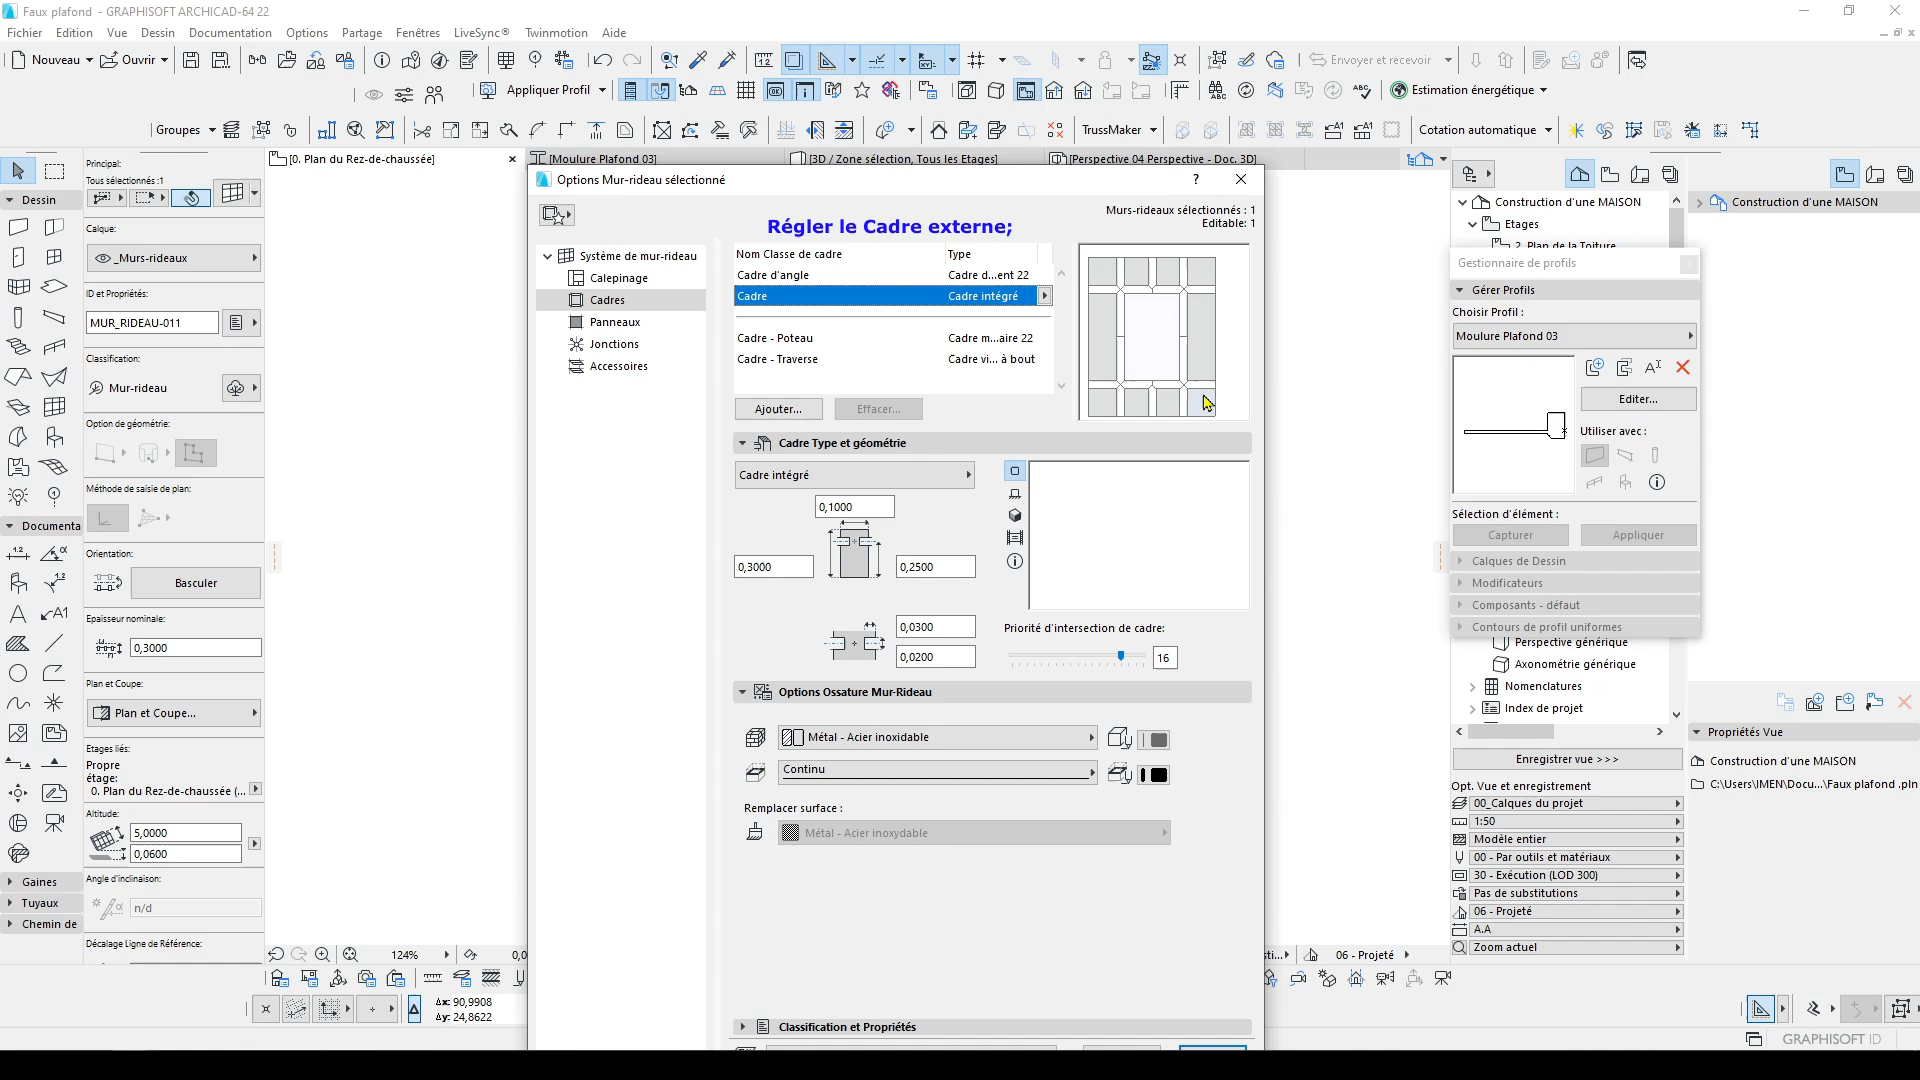 Faux plafond - GRAPHISOFT ARCHICAD-64 22
Fichier Edition Vue Dessin Documentation Options Partage Fenêtres LiveSync® Twinmotion Aide
Nouveau Ouvrir Envoyer et recevoir
Appliquer Profil Estimation énergétique
Groupes TrussMaker Cotation automatique
Principal:
Tous sélectionnés :1
[0. Plan du Rez-de-chaussée] [Moulure Plafond 03] [3D / Zone sélection, Tous les Etages] [Perspective 04 Perspective - Doc. 3D]
Options Mur-rideau sélectionné ?
Régler le Cadre externe;
Murs-rideaux sélectionnés : 1
Editable: 1
Système de mur-rideau
Calepinage
Cadres
Panneaux
Jonctions
Accessoires
Nom Classe de cadre Type
Cadre d'angle Cadre d...ent 22
Cadre Cadre intégré
Cadre - Poteau Cadre m...aire 22
Cadre - Traverse Cadre vi... à bout
Ajouter... Effacer...
Cadre Type et géométrie
Cadre intégré
0,1000
0,3000 0,2500
0,0300
0,0200
Priorité d'intersection de cadre:
16
Options Ossature Mur-Rideau
Métal - Acier inoxidable
Continu
Remplacer surface :
Métal - Acier inoxydable
Classification et Propriétés
Dessin
Documenta
Gaines
Tuyaux
Chemin de
Calque:
_Murs-rideaux
ID et Propriétés:
MUR_RIDEAU-011
Classification:
Mur-rideau
Option de géométrie:
Méthode de saisie de plan:
Orientation:
Basculer
Epaisseur nominale:
0,3000
Plan et Coupe:
Plan et Coupe...
Etages liés:
Propre
étage:
0. Plan du Rez-de-chaussée (...
Altitude:
5,0000
0,0600
Angle d'inclinaison:
n/d
Décalage Ligne de Référence:
124% 0,0
Δx: 90,9908
Δy: 24,8622
06 - Projeté
Construction d'une MAISON
Etages
2. Plan de la Toiture
Gestionnaire de profils
Gérer Profils
Choisir Profil :
Moulure Plafond 03
Editer...
Utiliser avec :
Sélection d'élément :
Capturer Appliquer
Calques de Dessin
Modificateurs
Composants - défaut
Contours de profil uniformes
Perspective générique
Axonométrie générique
Nomenclatures
Index de projet
Enregistrer vue >>>
Opt. Vue et enregistrement
00_Calques du projet
1:50
Modèle entier
00 - Par outils et matériaux
30 - Exécution (LOD 300)
Pas de substitutions
06 - Projeté
A.A
Zoom actuel
Construction d'une MAISON
Propriétés Vue
Construction d'une MAISON
C:\Users\IMEN\Docu...\Faux plafond .pln
GRAPHISOFT ID